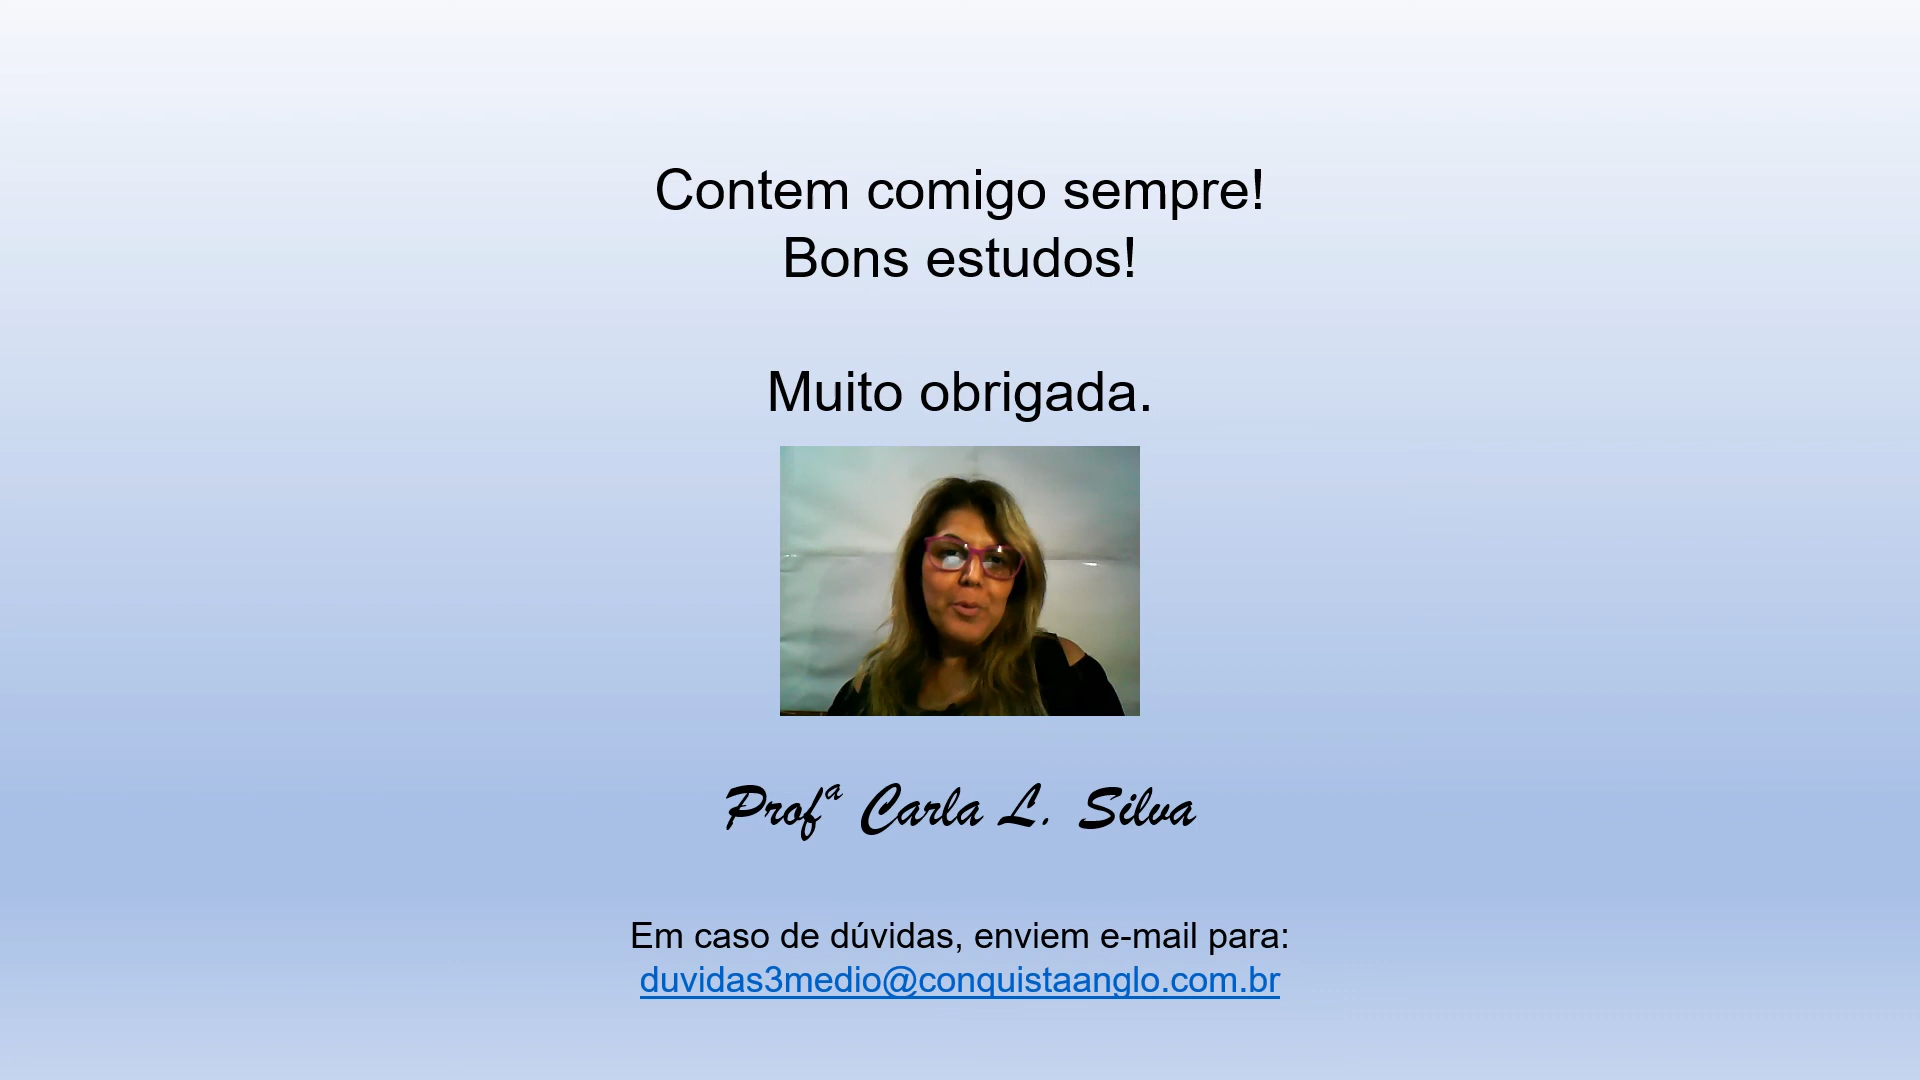 Contem comigo sempre!
Bons estudos!
Muito obrigada.
Profª Carla L. Silva
Em caso de dúvidas, enviem e-mail para:
duvidas3medio@conquistaanglo.com.br